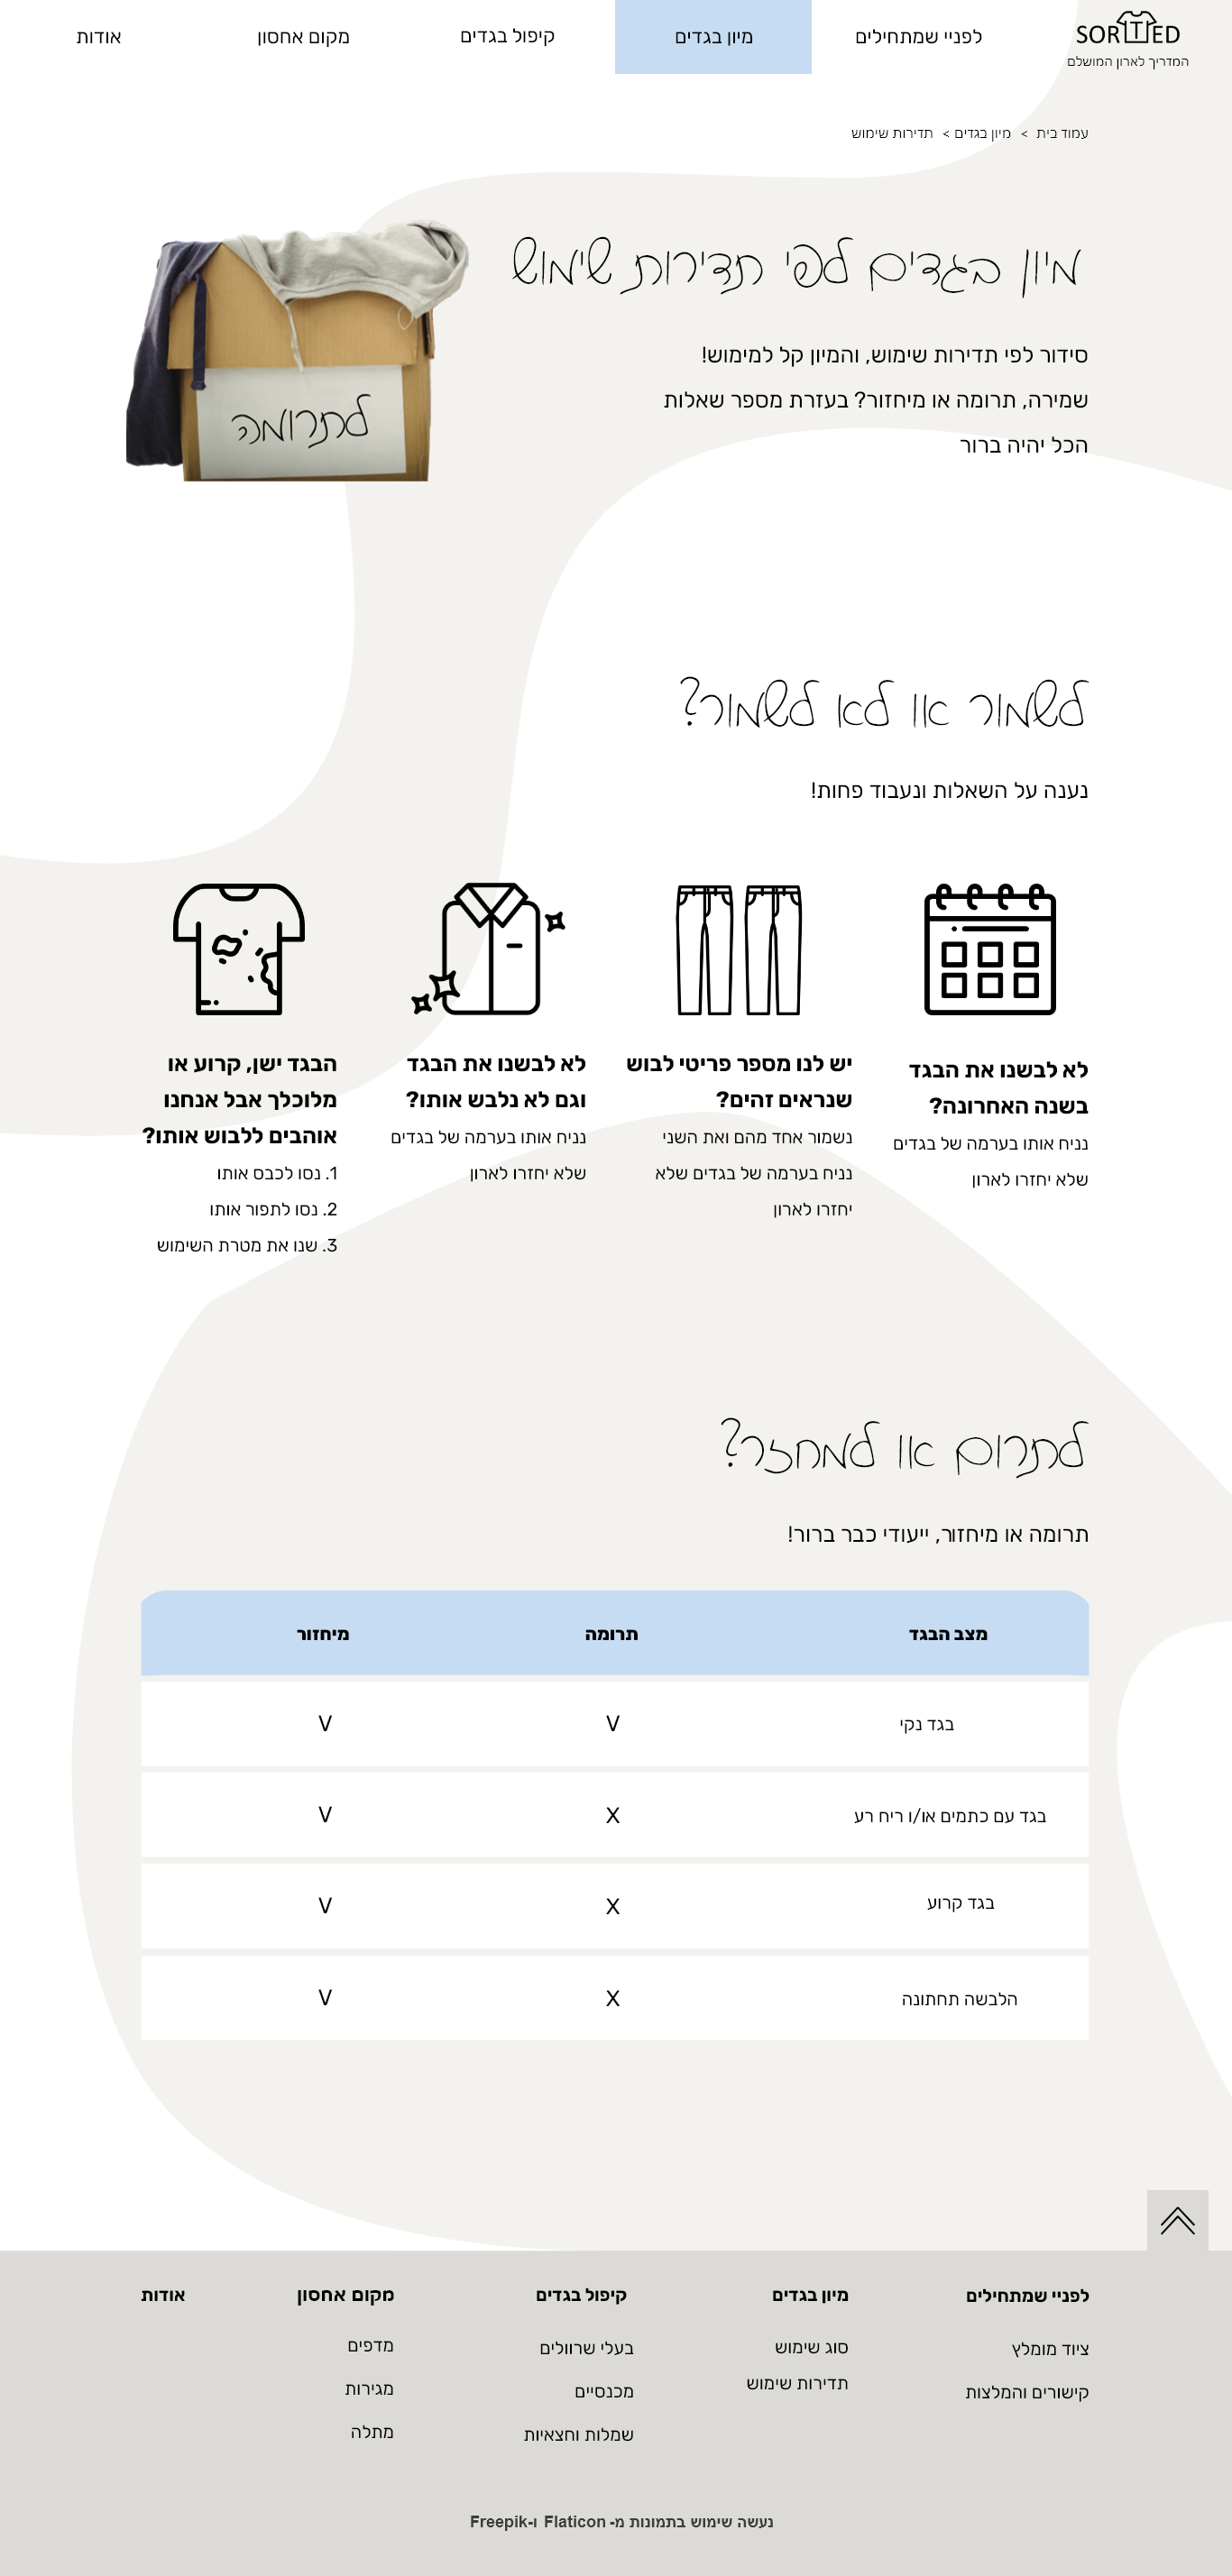 SORTED
המדריך לארון המושלם
לפניי שמתחילים
מיון בגדים
קיפול בגדים
מקום אחסון
אודות
עמוד בית > מיון בגדים > תדירות שימוש
מיון בגדים לפי תדירות שימוש
סידור לפי תדירות שימוש, והמיון קל למימוש!
שמירה, תרומה או מיחזור? בעזרת מספר שאלות
הכל יהיה ברור
לתרומה
לשמור או לא לשמור?
נענה על השאלות ונעבוד פחות!
לא לבשנו את הבגד
בשנה האחרונה?
נניח אותו בערמה של בגדים
שלא יחזרו לארון
יש לנו מספר פריטי לבוש
שנראים זהים?
נשמור אחד מהם ואת השני
נניח בערמה של בגדים שלא
יחזרו לארון
לא לבשנו את הבגד
וגם לא נלבש אותו?
נניח אותו בערמה של בגדים
שלא יחזרו לארון
הבגד ישן, קרוע או
מלוכלך אבל אנחנו
אוהבים ללבוש אותו?
1. נסו לכבס אותו
2. נסו לתפור אותו
3. שנו את מטרת השימוש
לתרום או למחזר?
תרומה או מיחזור, ייעודי כבר ברור!
מצב הבגד תרומה מיחזור
בגד נקי V V
בגד עם כתמים או/ו ריח רע X V
בגד קרוע X V
הלבשה תחתונה X V
לפניי שמתחילים
ציוד מומלץ
קישורים והמלצות
מיון בגדים
סוג שימוש
תדירות שימוש
קיפול בגדים
בעלי שרוולים
מכנסיים
שמלות וחצאיות
מקום אחסון
מדפים
מגירות
מתלה
אודות
נעשה שימוש בתמונות מ- Flaticon ו-Freepik